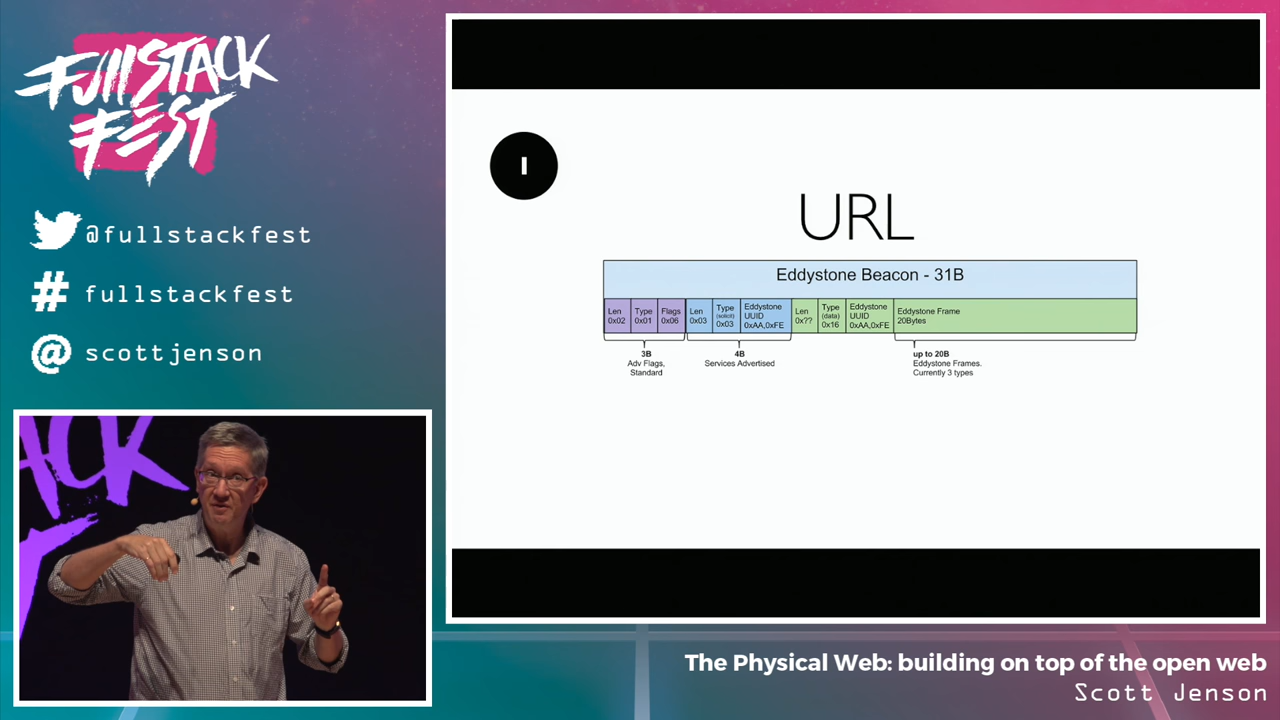 FullSTACK
FEST
@fullstackfest
# fullstackfest
@ scottjenson
ACK
I
URL
Eddystone Beacon - 31B
Len 0x02
Type 0x01
Flags 0x06
Len 0x03
Type (solicit) 0x03
Eddystone UUID 0xAA,0xFE
Len 0x??
Type (data) 0x16
Eddystone UUID 0xAA,0xFE
Eddystone Frame
20Bytes
3B
Adv Flags,
Standard
4B
Services Advertised
up to 20B
Eddystone Frames.
Currently 3 types
The Physical Web: building on top of the open web
Scott Jenson